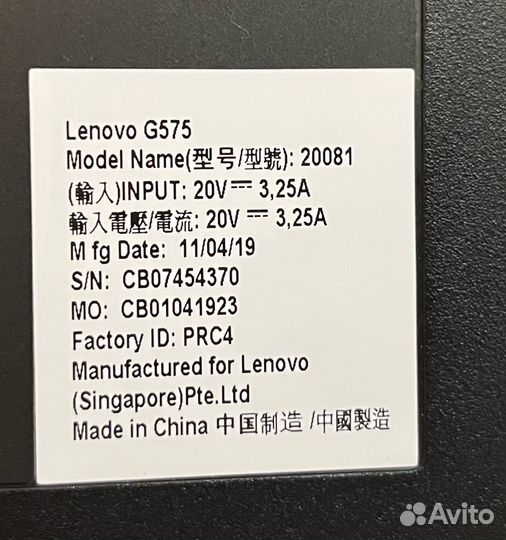 Lenovo G575
Model Name(型号/型號): 20081
(輸入)INPUT: 20V⎓ 3,25A
輸入電壓/電流: 20V ⎓ 3,25A
M fg Date: 11/04/19
S/N: CB07454370
MO: CB01041923
Factory ID: PRC4
Manufactured for Lenovo
(Singapore)Pte.Ltd
Made in China 中国制造 /中國製造
Avito